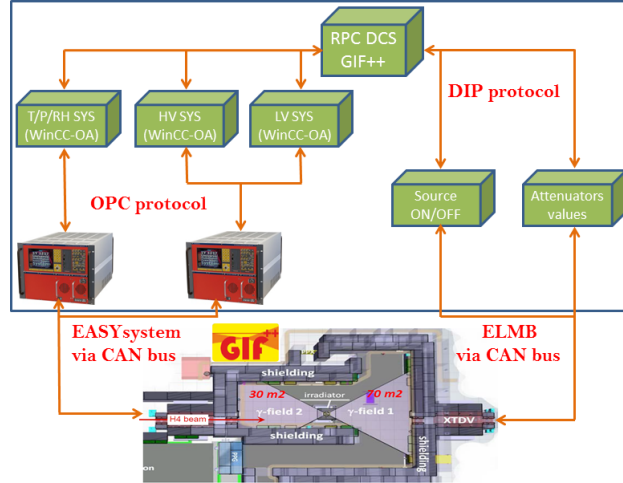 RPC DCS
GIF++
DIP protocol
T/P/RH SYS
(WinCC-OA)
HV SYS
(WinCC-OA)
LV SYS
(WinCC-OA)
OPC protocol
Source
ON/OFF
Attenuators
values
EASYsystem
via CAN bus
ELMB
via CAN bus
GIF++
shielding
30 m2
irradiator
70 m2
γ-field 2
γ-field 1
H4 beam
XTDV
shielding
shielding